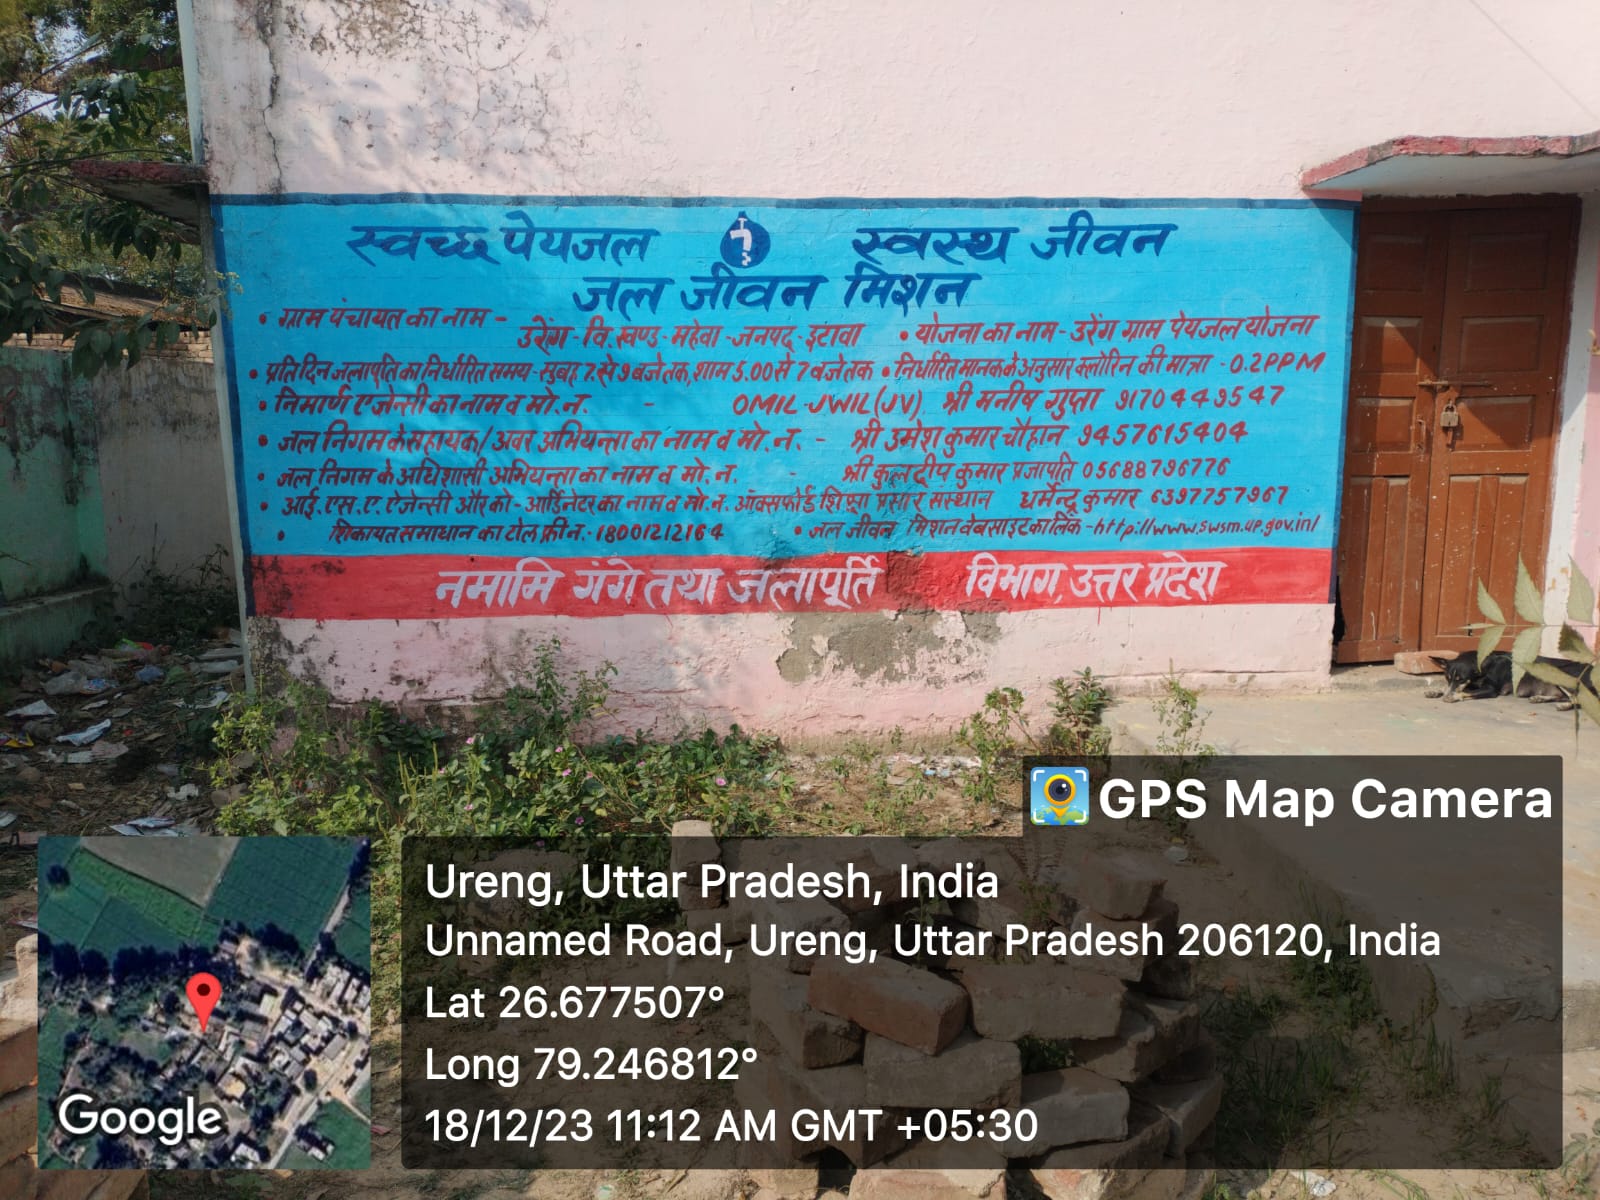 स्वच्छ पेयजल स्वस्थ जीवन
जल जीवन मिशन
• ग्राम पंचायत का नाम -
उरेंग - वि. खण्ड - महेवा - जनपद - इटावा • योजना का नाम - उरेंग ग्राम पेयजल योजना
• प्रतिदिन जलापूति का निर्धारित समय - सुबह 7. से 9 बजे तक, शाम 5.00 से 7 बजे तक • निर्धारित मानक के अनुसार क्लोरिन की मात्रा - 0.2PPM
• निमार्ण एजेन्सी का नाम व मो. न. - OMIL-JWIL(JV) श्री मनीष गुप्ता 9170449547
• जल निगम के सहायक/ अवर अभियन्ता का नाम व मो. न. - श्री उमेश कुमार चौहान 9457615404
• जल निगम के अधिशासी अभियन्ता का नाम व मो. न. - श्री कुलदीप कुमार प्रजापति 05688796776
• आई. एस. ए. ऐजेन्सी और को-आर्डिनेटर का नाम व मो. न. ऑक्सफोर्ड शिक्षा प्रसार संस्थान धर्मेन्द्र कुमार 6397757967
• शिकायत समाधान का टोल फ्री न. - 18001212164 • जल जीवन मिशन वेबसाइट का लिंक - http://www.swsm.up.gov.in/
नमामि गंगे तथा जलापूर्ति विभाग, उत्तर प्रदेश
GPS Map Camera
Ureng, Uttar Pradesh, India
Unnamed Road, Ureng, Uttar Pradesh 206120, India
Lat 26.677507°
Long 79.246812°
18/12/23 11:12 AM GMT +05:30
Google